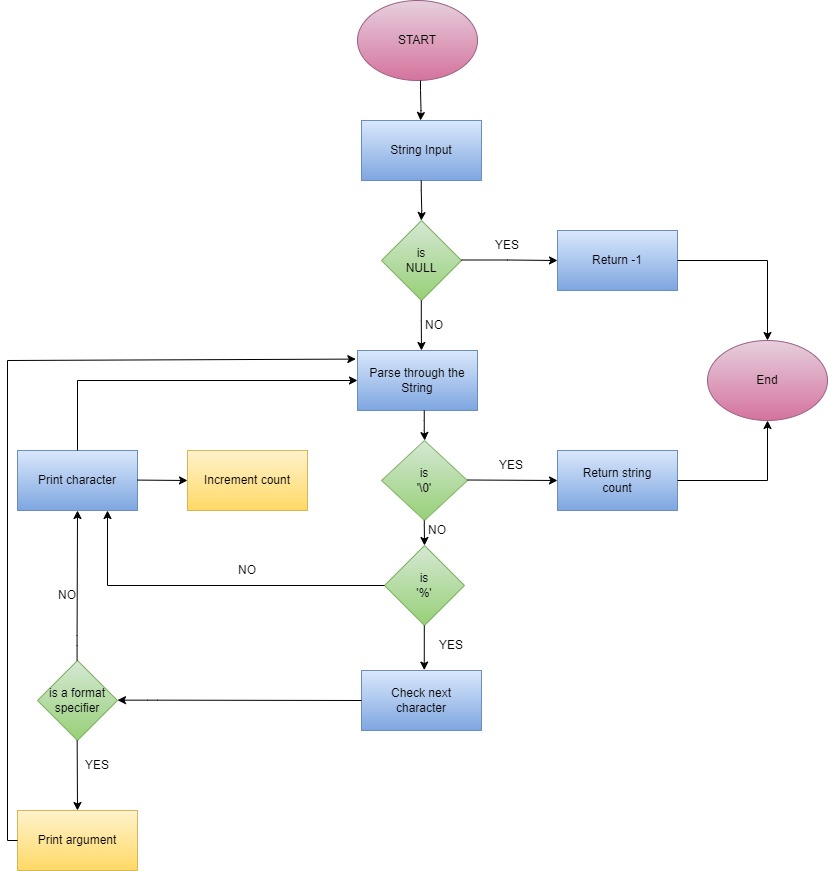 START
String Input
is
NULL
YES
Return -1
NO
Parse through the
String
End
Print character
Increment count
is
'\0'
YES
Return string
count
NO
is
'%'
NO
NO
YES
Check next
character
is a format
specifier
YES
Print argument